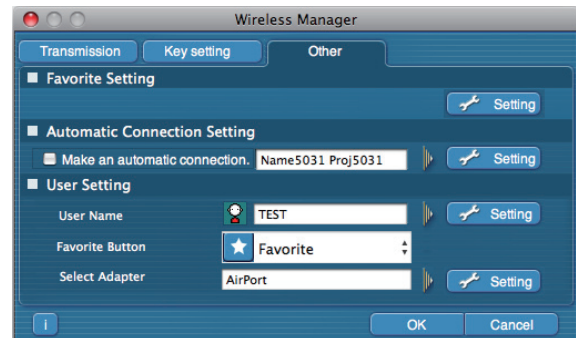 Wireless Manager
Transmission Key setting Other
Favorite Setting
Setting
Automatic Connection Setting
Make an automatic connection. Name5031 Proj5031 Setting
User Setting
User Name TEST Setting
Favorite Button Favorite
Select Adapter AirPort Setting
i OK Cancel